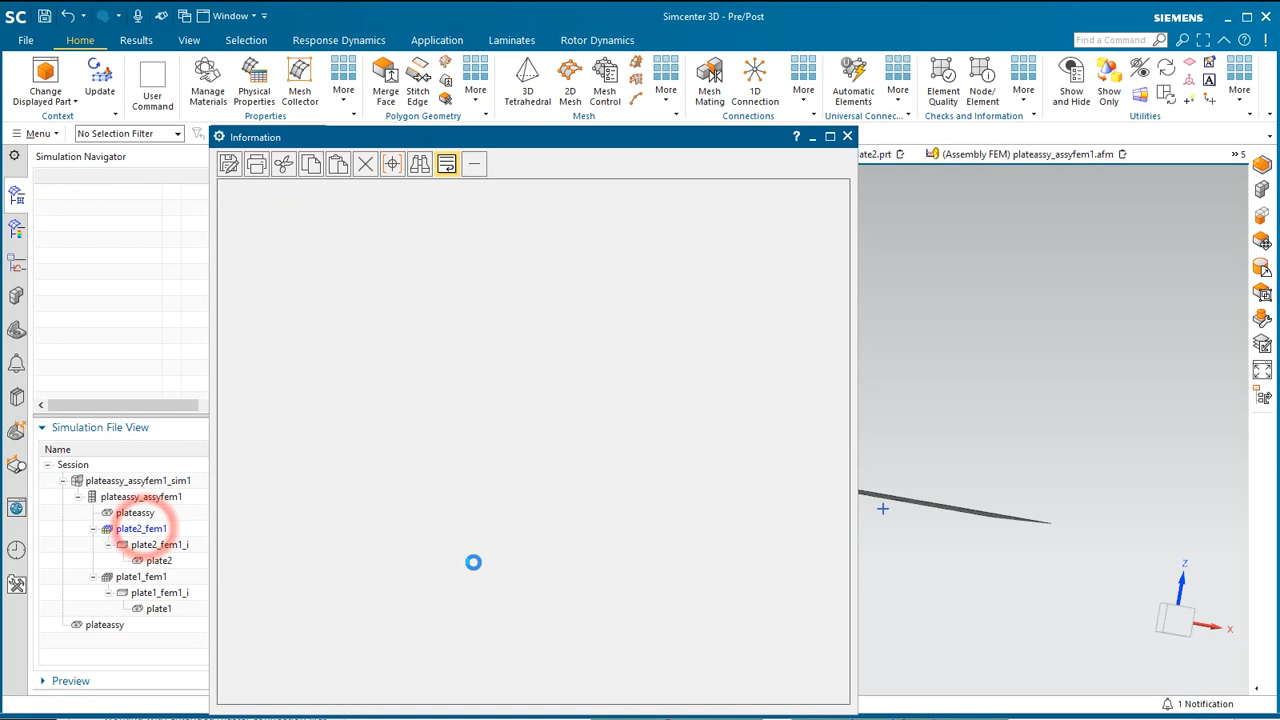 SC
Window
Simcenter 3D - Pre/Post
SIEMENS
File
Home
Results
View
Selection
Response Dynamics
Application
Laminates
Rotor Dynamics
Find a Command
Change Displayed Part
Update
User Command
Manage Materials
Physical Properties
Mesh Collector
More
Merge Face
Stitch Edge
More
3D Tetrahedral
2D Mesh
Mesh Control
More
Mesh Mating
1D Connection
More
Automatic Elements
More
Element Quality
Node/ Element
More
Show and Hide
Show Only
More
Context
Properties
Polygon Geometry
Mesh
Connections
Universal Connec...
Checks and Information
Utilities
Menu
No Selection Filter
Information
Simulation Navigator
ate2.prt
(Assembly FEM) plateassy_assyfem1.afm
5
Simulation File View
Name
Session
plateassy_assyfem1_sim1
plateassy_assyfem1
plateassy
plate2_fem1
plate2_fem1_i
plate2
plate1_fem1
plate1_fem1_i
plate1
plateassy
Preview
Z
X
1 Notification